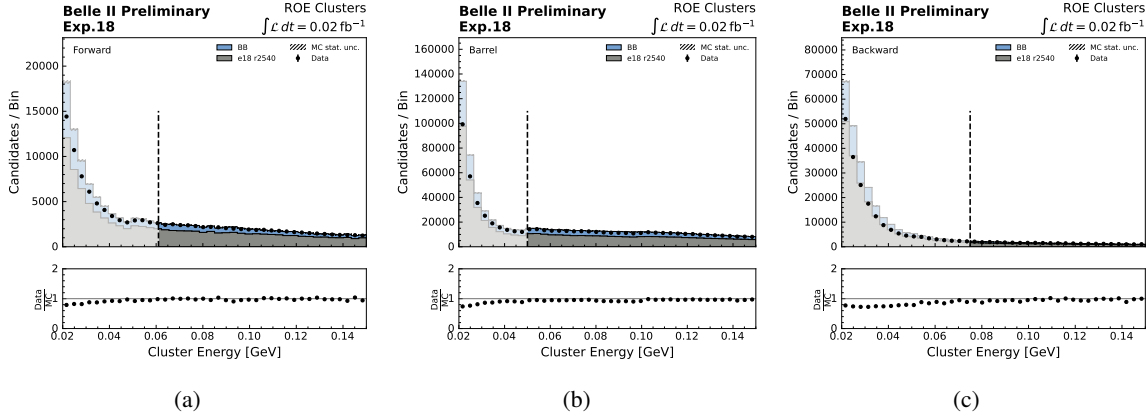 Belle II Preliminary
Exp.18
ROE Clusters
∫ℒ dt = 0.02 fb⁻¹
Forward
BB
MC stat. unc.
e18 r2540
Data
Candidates / Bin
20000
15000
10000
5000
0
Data
MC
2
1
0
0.02 0.04 0.06 0.08 0.10 0.12 0.14
Cluster Energy [GeV]
(a)
Belle II Preliminary
Exp.18
ROE Clusters
∫ℒ dt = 0.02 fb⁻¹
Barrel
BB
MC stat. unc.
e18 r2540
Data
Candidates / Bin
160000
140000
120000
100000
80000
60000
40000
20000
0
Data
MC
2
1
0
0.02 0.04 0.06 0.08 0.10 0.12 0.14
Cluster Energy [GeV]
(b)
Belle II Preliminary
Exp.18
ROE Clusters
∫ℒ dt = 0.02 fb⁻¹
Backward
BB
MC stat. unc.
e18 r2540
Data
Candidates / Bin
80000
70000
60000
50000
40000
30000
20000
10000
0
Data
MC
2
1
0
0.02 0.04 0.06 0.08 0.10 0.12 0.14
Cluster Energy [GeV]
(c)